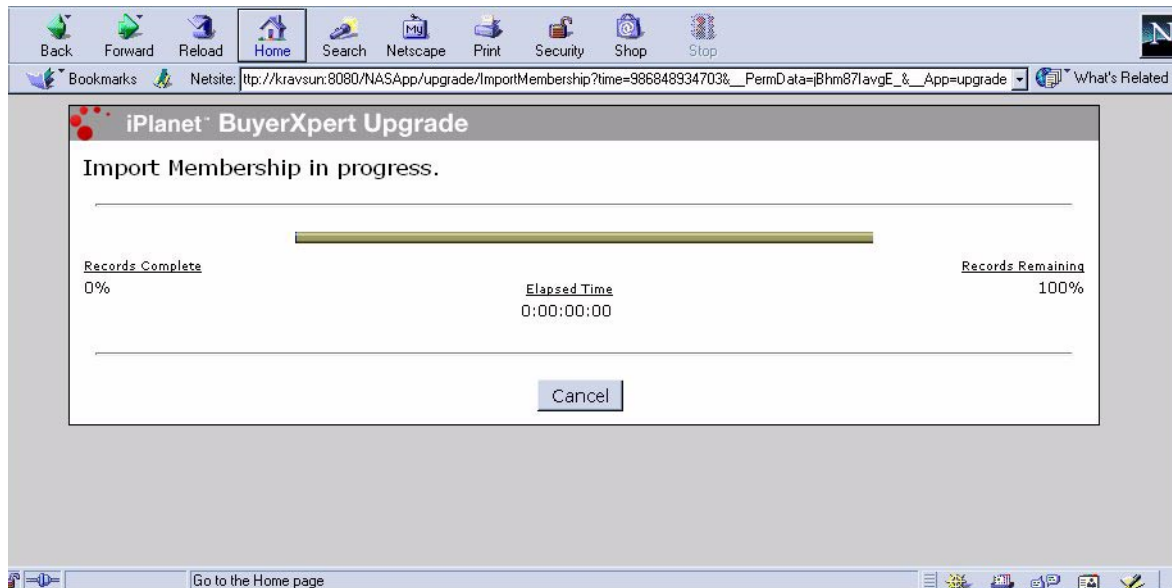 Back Forward Reload Home Search Netscape Print Security Shop Stop
Bookmarks Netsite: ttp://kravsun:8080/NASApp/upgrade/ImportMembership?time=986848934703&__PermData=jBhm87IavgE_&__App=upgrade What's Related
iPlanet™ BuyerXpert Upgrade
Import Membership in progress.
Records Complete Records Remaining
0% 100%
Elapsed Time
0:00:00:00
Cancel
Go to the Home page